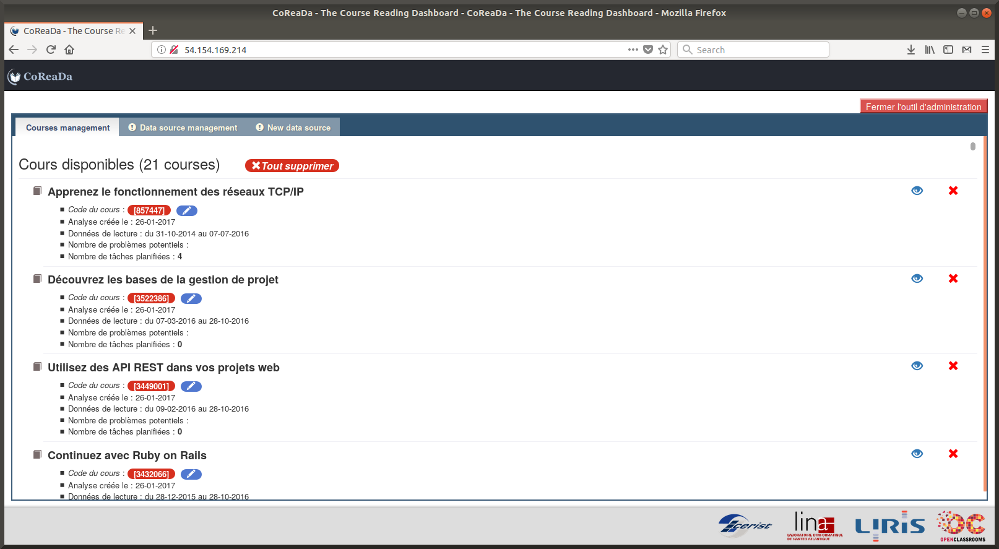 CoReaDa - The Course Reading Dashboard - CoReaDa - The Course Reading Dashboard - Mozilla Firefox
CoReaDa - The Course Re
54.154.169.214
Search
CoReaDa
Fermer l'outil d'administration
Courses management
Data source management
New data source
Cours disponibles (21 courses)
Tout supprimer
Apprenez le fonctionnement des réseaux TCP/IP
Code du cours : [857447]
Analyse créée le : 26-01-2017
Données de lecture : du 31-10-2014 au 07-07-2016
Nombre de problèmes potentiels :
Nombre de tâches planifiées : 4
Découvrez les bases de la gestion de projet
Code du cours : [3522386]
Analyse créée le : 26-01-2017
Données de lecture : du 07-03-2016 au 28-10-2016
Nombre de problèmes potentiels :
Nombre de tâches planifiées : 0
Utilisez des API REST dans vos projets web
Code du cours : [3449001]
Analyse créée le : 26-01-2017
Données de lecture : du 09-02-2016 au 28-10-2016
Nombre de problèmes potentiels :
Nombre de tâches planifiées : 0
Continuez avec Ruby on Rails
Code du cours : [3432066]
Analyse créée le : 26-01-2017
Données de lecture : du 28-12-2015 au 28-10-2016
cerist
lina
LABORATOIRE D'INFORMATIQUE
DE NANTES ATLANTIQUE
LIRIS
OC
OPENCLASSROOMS